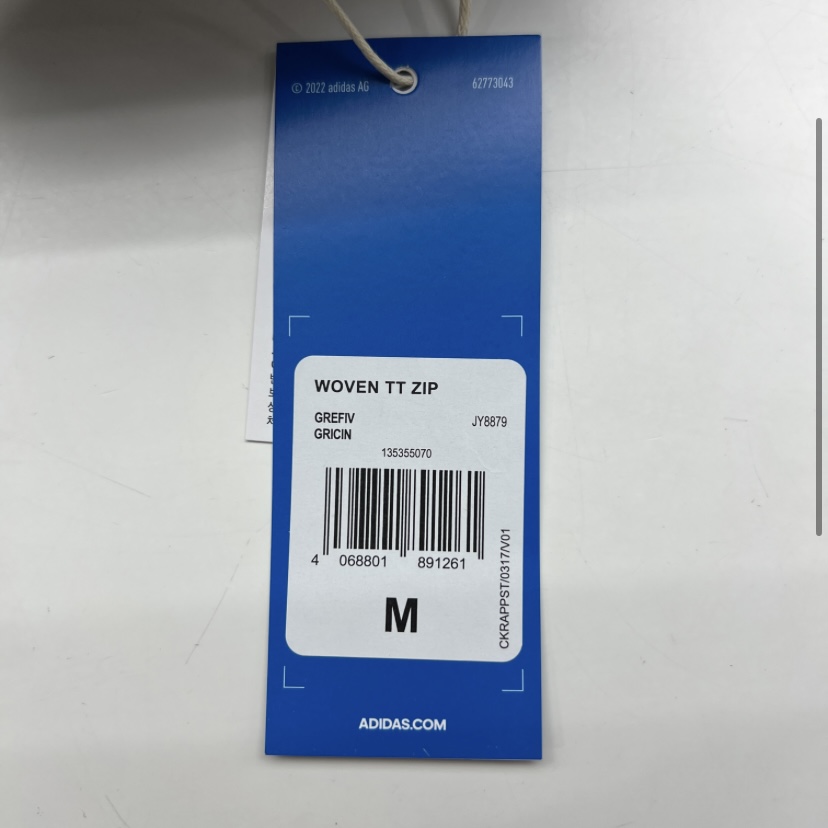 © 2022 adidas AG 62773043
WOVEN TT ZIP
GREFIV JY8879
GRICIN
135355070
4 068801 891261
M
CKRAPPST/0317/V01
ADIDAS.COM